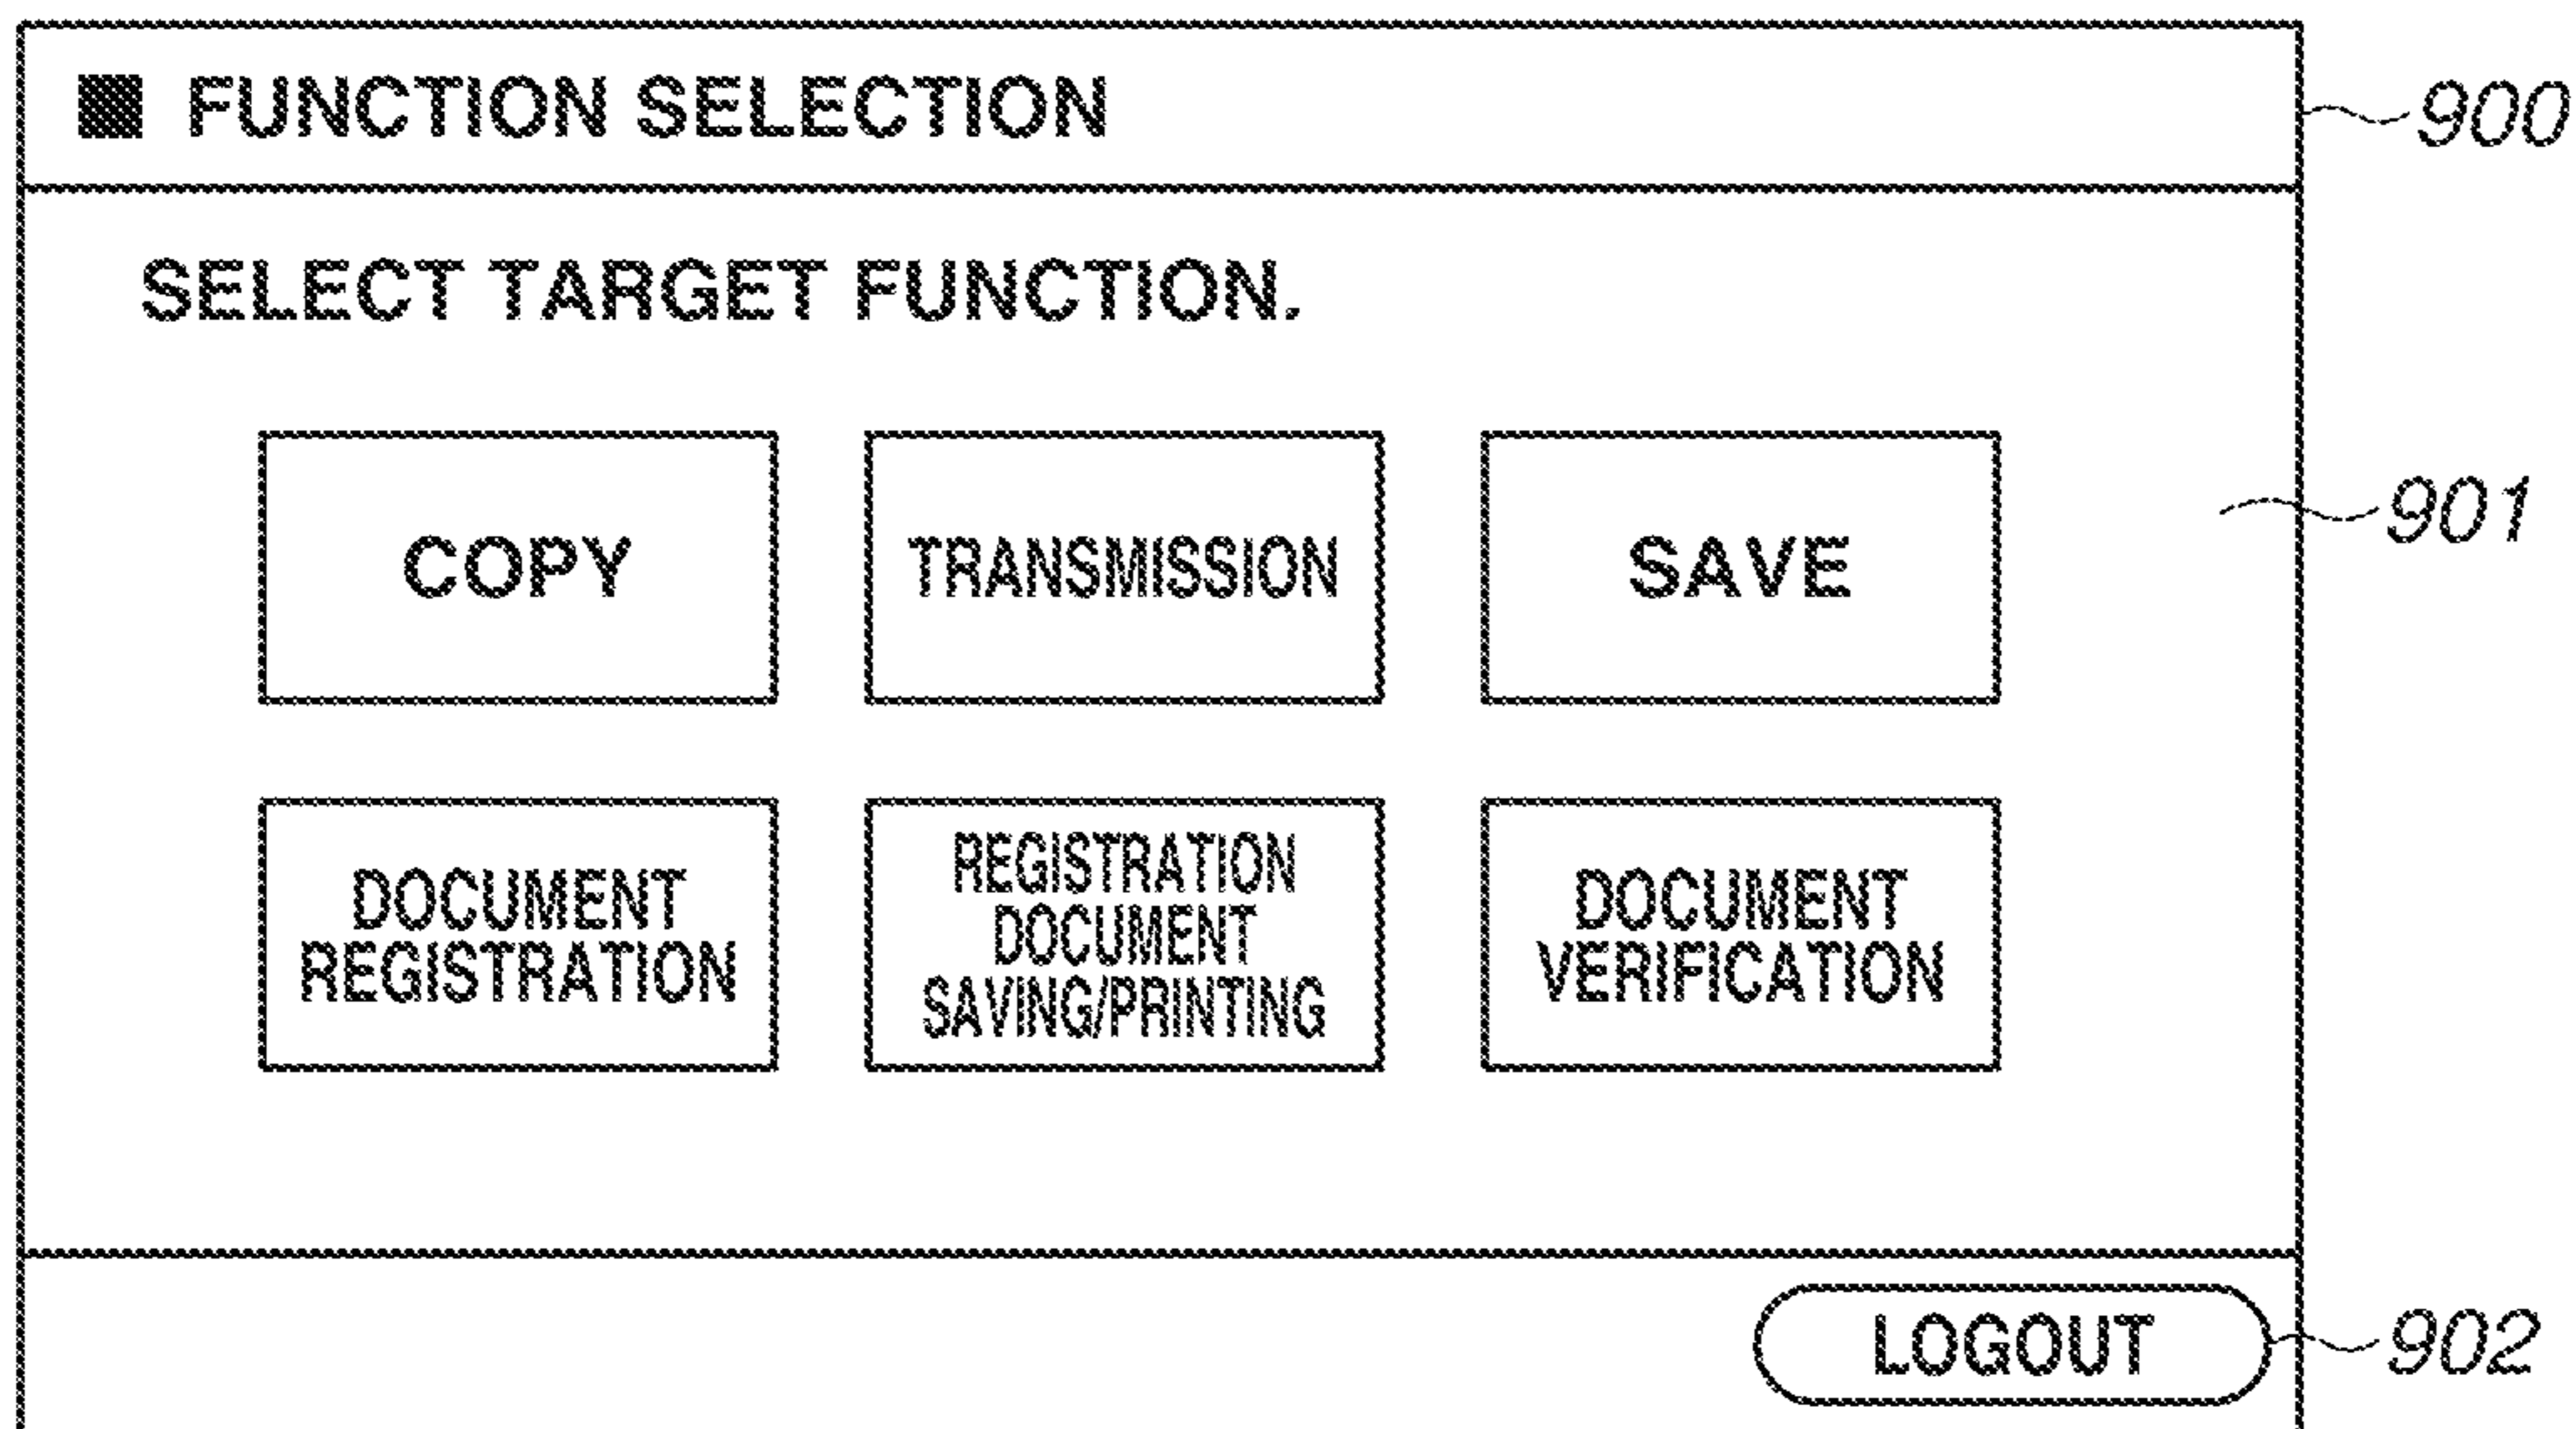 ■ FUNCTION SELECTION
900
SELECT TARGET FUNCTION.
COPY
TRANSMISSION
SAVE
901
DOCUMENT
REGISTRATION
REGISTRATION
DOCUMENT
SAVING/PRINTING
DOCUMENT
VERIFICATION
LOGOUT
902